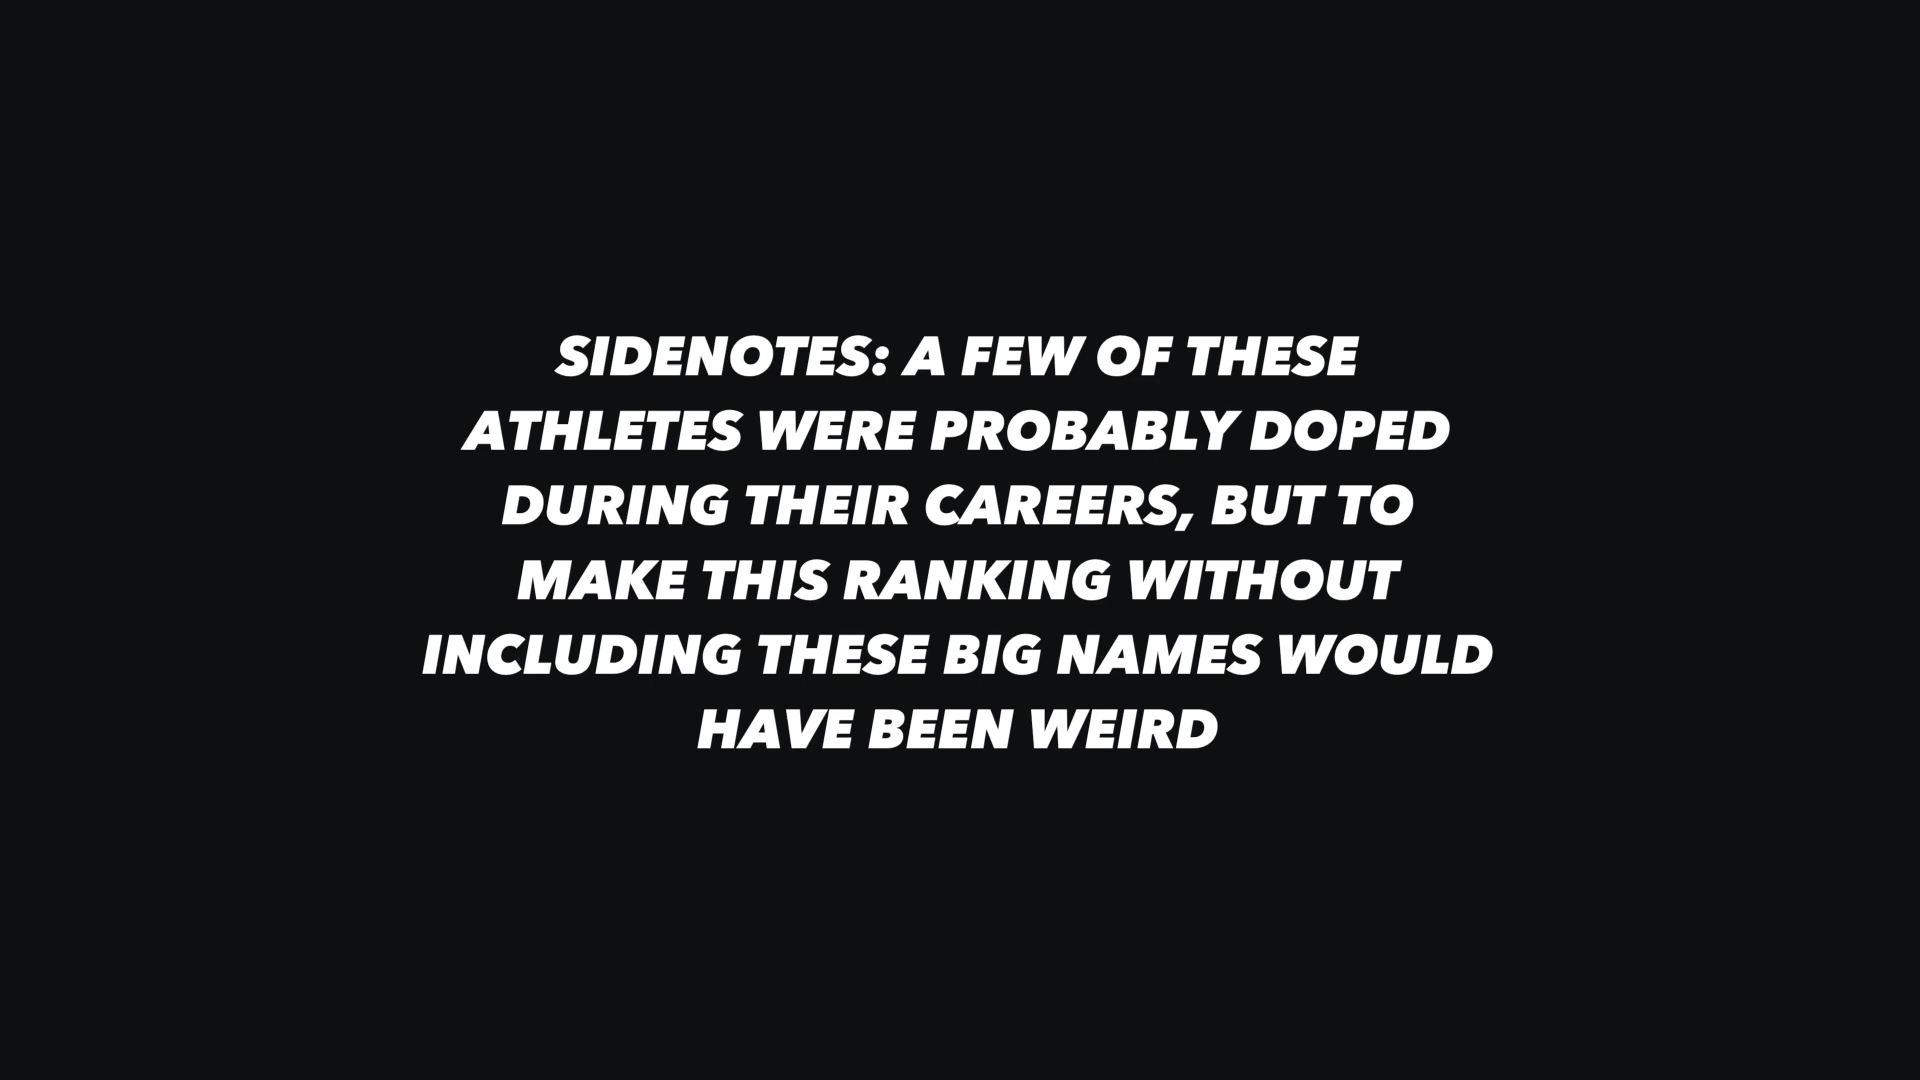 SIDENOTES: A FEW OF THESE
ATHLETES WERE PROBABLY DOPED
DURING THEIR CAREERS, BUT TO
MAKE THIS RANKING WITHOUT
INCLUDING THESE BIG NAMES WOULD
HAVE BEEN WEIRD